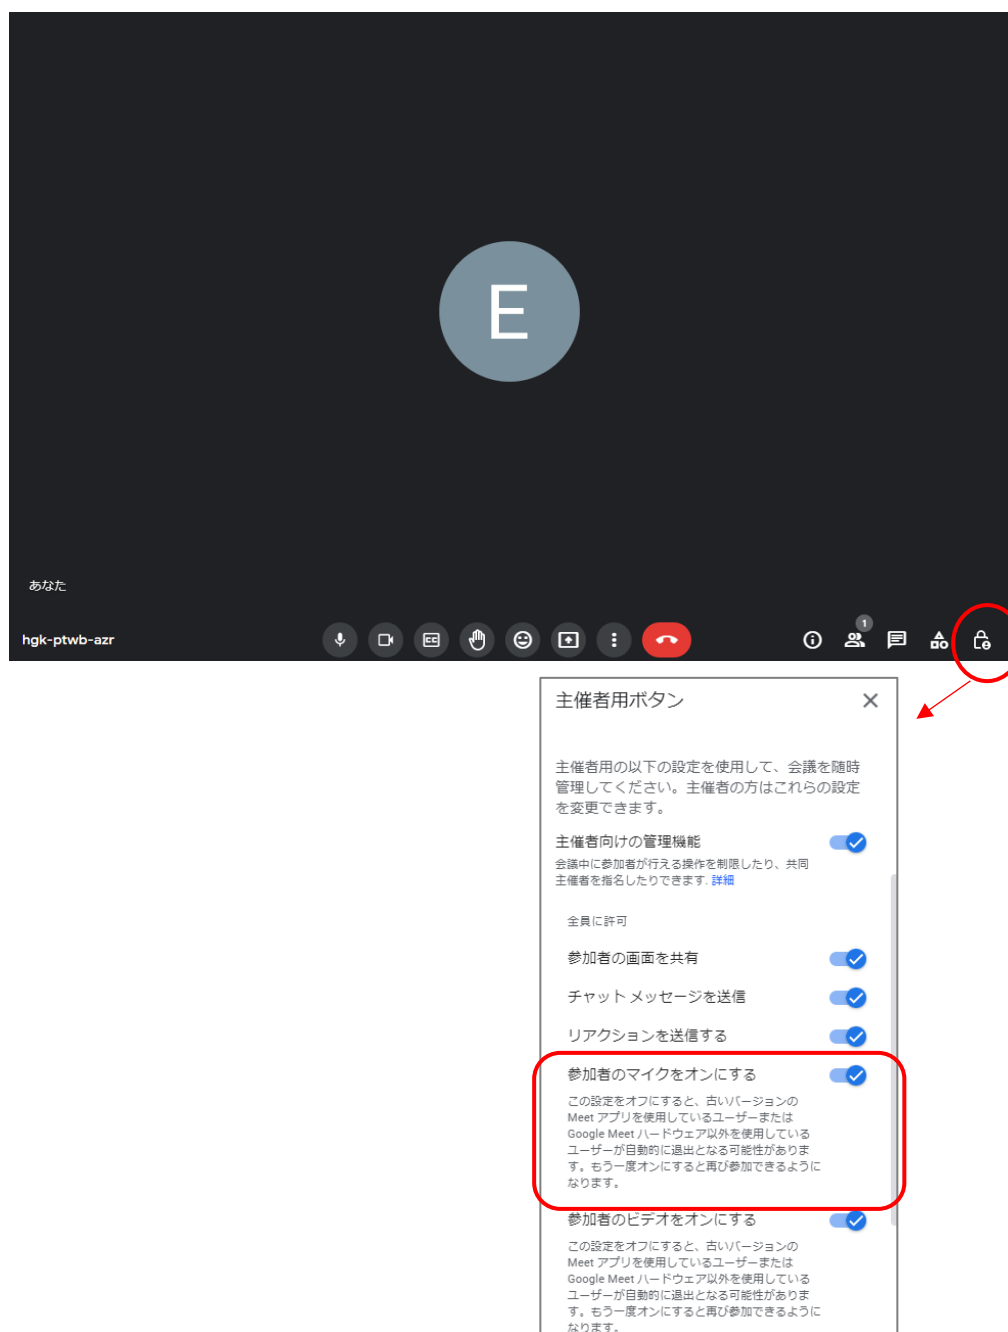 E
あなた
hgk-ptwb-azr
CC
1
主催者用ボタン
主催者用の以下の設定を使用して、会議を随時
管理してください。主催者の方はこれらの設定
を変更できます。
主催者向けの管理機能
会議中に参加者が行える操作を制限したり、共同
主催者を指名したりできます. 詳細
全員に許可
参加者の画面を共有
チャット メッセージを送信
リアクションを送信する
参加者のマイクをオンにする
この設定をオフにすると、古いバージョンの
Meet アプリを使用しているユーザーまたは
Google Meet ハードウェア以外を使用している
ユーザーが自動的に退出となる可能性がありま
す。もう一度オンにすると再び参加できるように
なります。
参加者のビデオをオンにする
この設定をオフにすると、古いバージョンの
Meet アプリを使用しているユーザーまたは
Google Meet ハードウェア以外を使用している
ユーザーが自動的に退出となる可能性がありま
す。もう一度オンにすると再び参加できるように
なります。